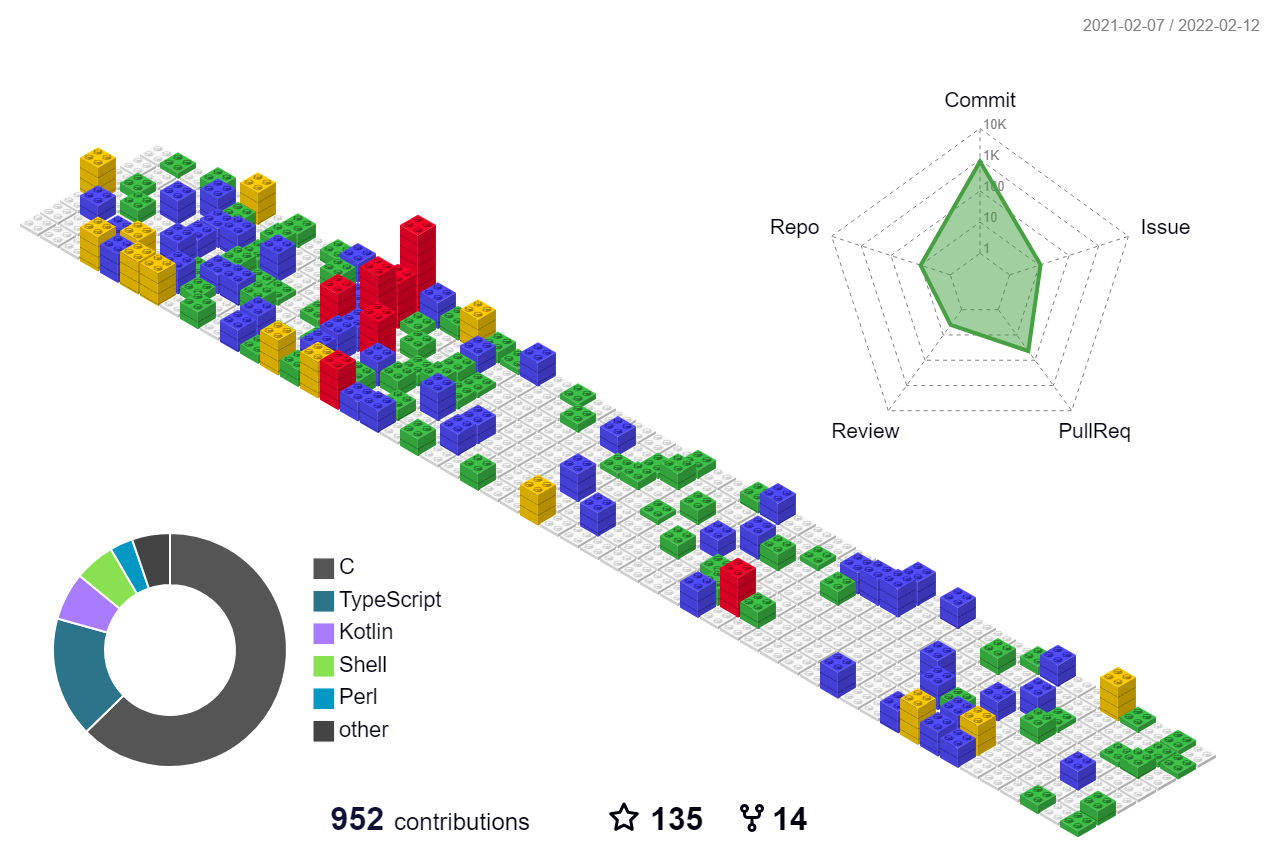 2021-02-07 / 2022-02-12
Commit
10K
1K
100
10
1
Repo
Issue
Review
PullReq
C
TypeScript
Kotlin
Shell
Perl
other
952 contributions
135
14